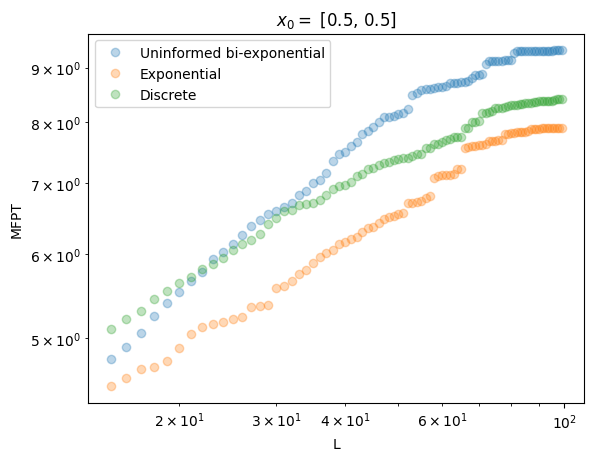 x₀ = [0.5, 0.5]
Uninformed bi-exponential
Exponential
Discrete
9 × 10⁰
8 × 10⁰
7 × 10⁰
6 × 10⁰
5 × 10⁰
MFPT
2 × 10¹
3 × 10¹
4 × 10¹
6 × 10¹
10²
L